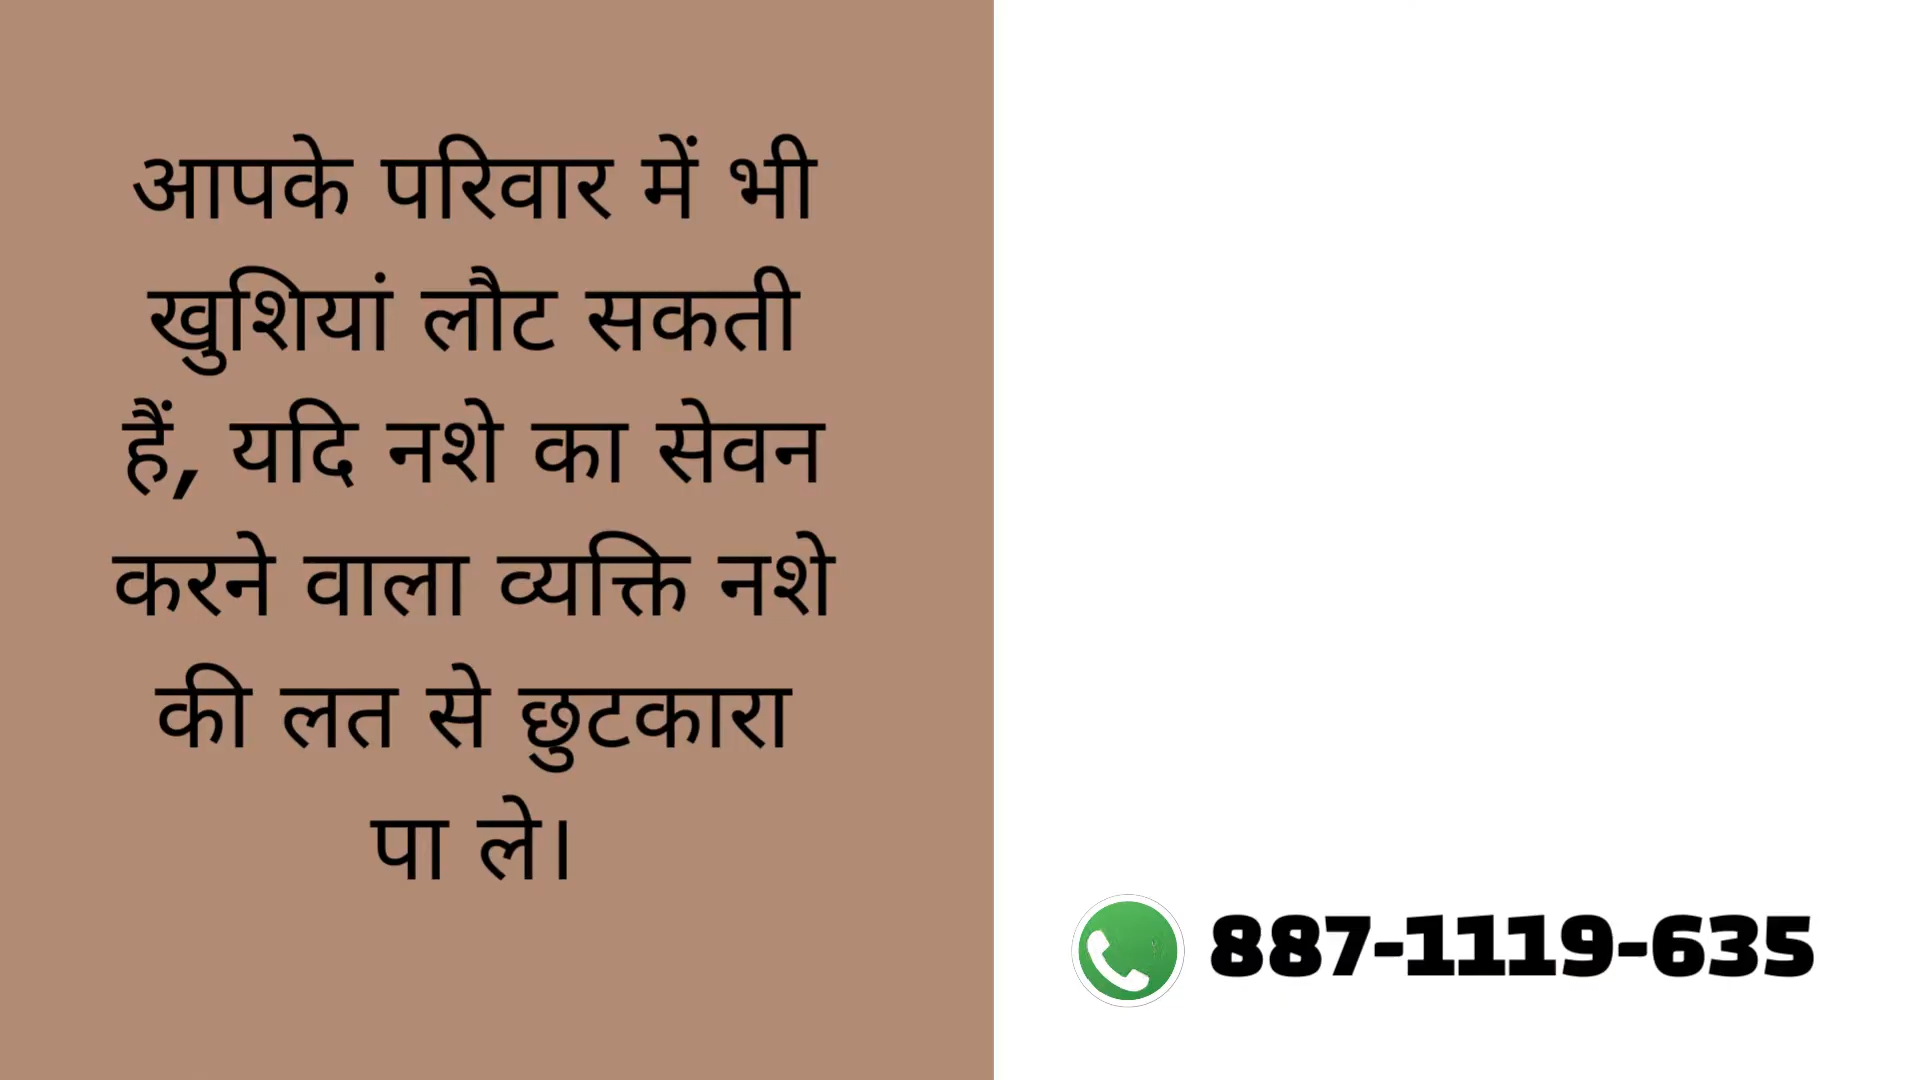 आपके परिवार में भी
खुशियां लौट सकती
हैं, यदि नशे का सेवन
करने वाला व्यक्ति नशे
की लत से छुटकारा
पा ले।
887-1119-635